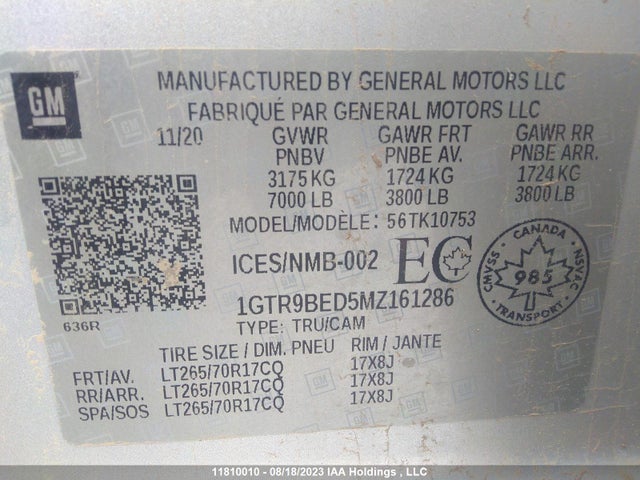 GM
MANUFACTURED BY GENERAL MOTORS LLC
FABRIQUÉ PAR GENERAL MOTORS LLC
11/20 GVWR GAWR FRT GAWR RR
PNBV PNBE AV. PNBE ARR.
3175 KG 1724 KG 1724 KG
7000 LB 3800 LB 3800 LB
MODEL/MODÈLE: 56TK10753
ICES/NMB-002 EC
CANADA
CMVSS 985 NSVAC
TRANSPORT
1GTR9BED5MZ161286
636R
TYPE: TRU/CAM
TIRE SIZE / DIM. PNEU RIM / JANTE
FRT/AV. LT265/70R17CQ 17X8J
RR/ARR. LT265/70R17CQ 17X8J
SPA/SOS LT265/70R17CQ 17X8J
11810010 - 08/18/2023 IAA Holdings , LLC